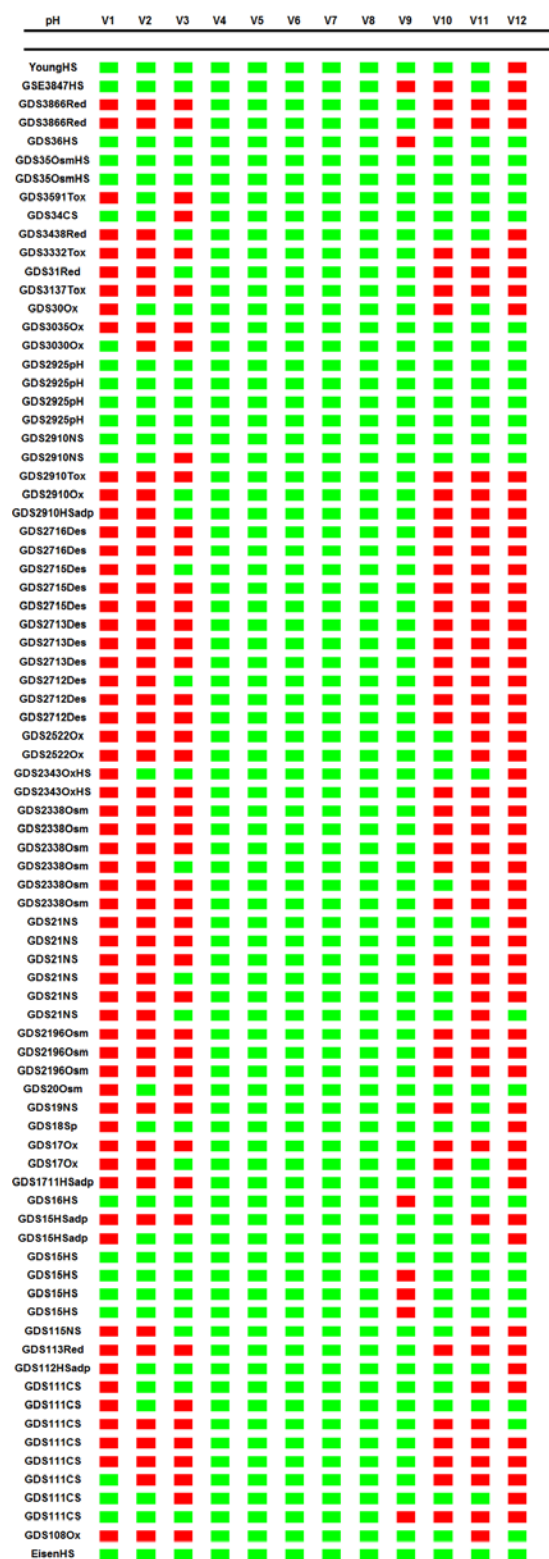 pH V1 V2 V3 V4 V5 V6 V7 V8 V9 V10 V11 V12
YoungHS
GSE3847HS
GDS3866Red
GDS3866Red
GDS36HS
GDS35OsmHS
GDS35OsmHS
GDS3591Tox
GDS34CS
GDS3438Red
GDS3332Tox
GDS31Red
GDS3137Tox
GDS30Ox
GDS3035Ox
GDS3030Ox
GDS2925pH
GDS2925pH
GDS2925pH
GDS2925pH
GDS2910NS
GDS2910NS
GDS2910Tox
GDS2910Ox
GDS2910HSadp
GDS2716Des
GDS2716Des
GDS2715Des
GDS2715Des
GDS2715Des
GDS2713Des
GDS2713Des
GDS2713Des
GDS2712Des
GDS2712Des
GDS2712Des
GDS2522Ox
GDS2522Ox
GDS2343OxHS
GDS2343OxHS
GDS2338Osm
GDS2338Osm
GDS2338Osm
GDS2338Osm
GDS2338Osm
GDS2338Osm
GDS21NS
GDS21NS
GDS21NS
GDS21NS
GDS21NS
GDS21NS
GDS2196Osm
GDS2196Osm
GDS2196Osm
GDS20Osm
GDS19NS
GDS18Sp
GDS17Ox
GDS17Ox
GDS1711HSadp
GDS16HS
GDS15HSadp
GDS15HSadp
GDS15HS
GDS15HS
GDS15HS
GDS15HS
GDS115NS
GDS113Red
GDS112HSadp
GDS111CS
GDS111CS
GDS111CS
GDS111CS
GDS111CS
GDS111CS
GDS111CS
GDS111CS
GDS108Ox
EisenHS